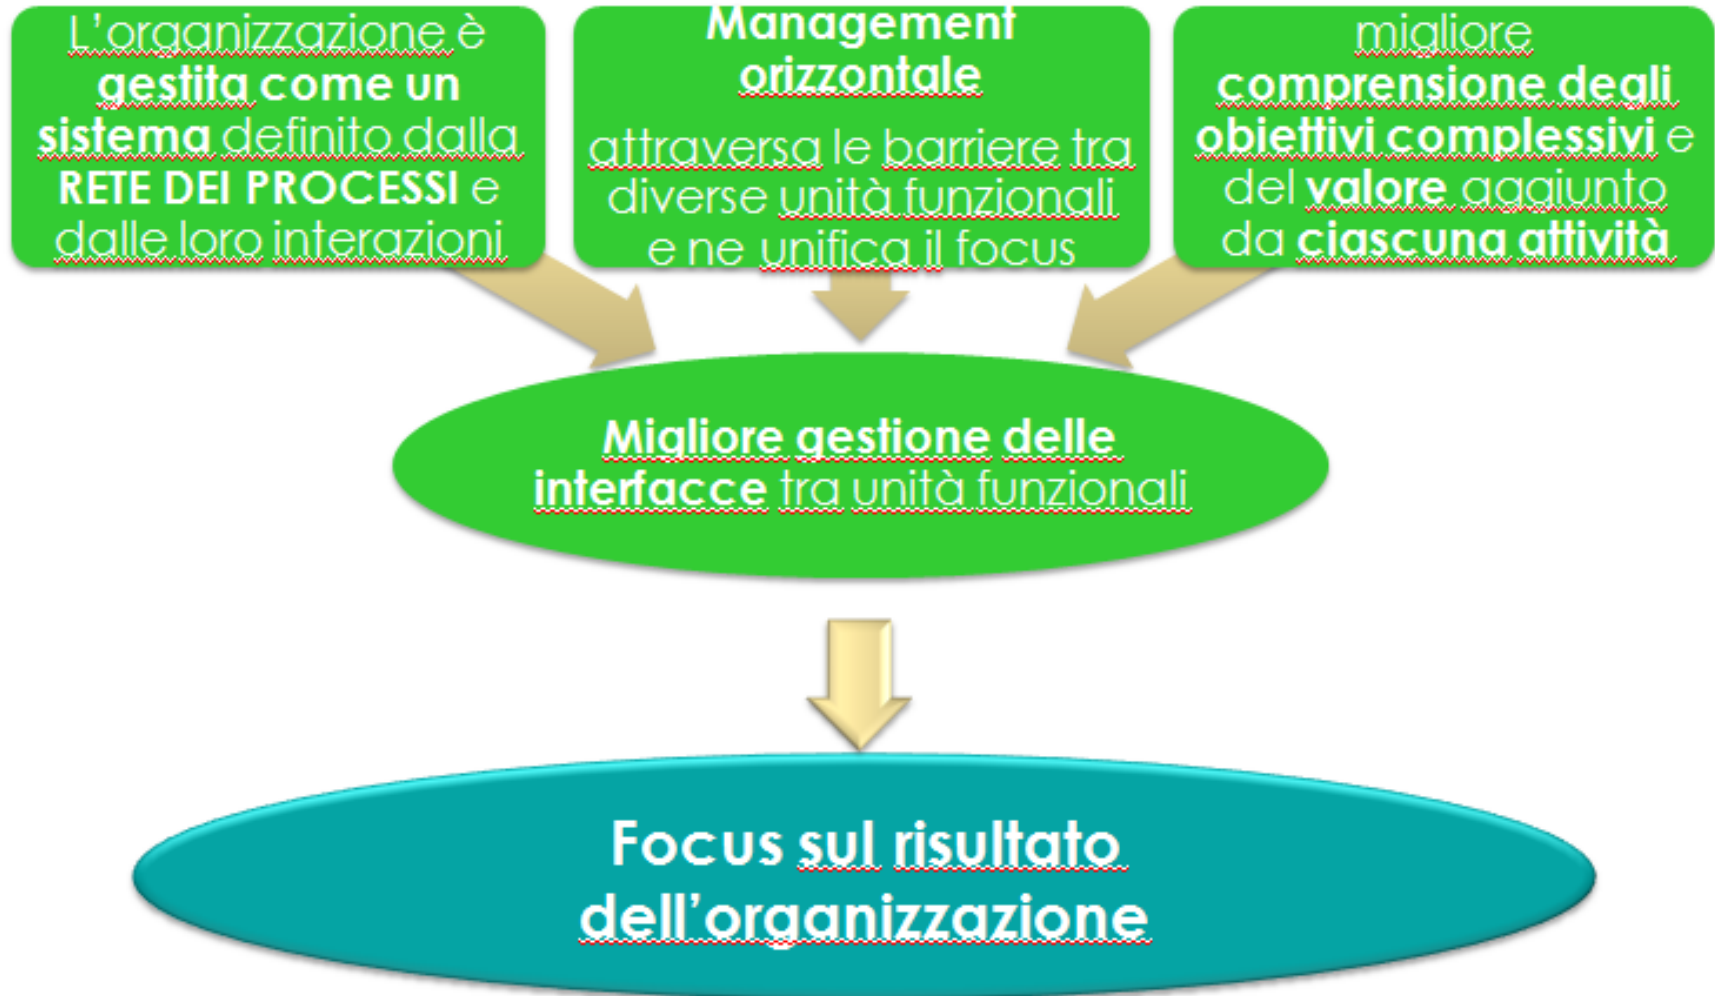 L'organizzazione è
gestita come un
sistema definito dalla
RETE DEI PROCESSI e
dalle loro interazioni
Management
orizzontale
attraversa le barriere tra
diverse unità funzionali
e ne unifica il focus
migliore
comprensione degli
obiettivi complessivi e
del valore aggiunto
da ciascuna attività
Migliore gestione delle
interfacce tra unità funzionali
Focus sul risultato
dell'organizzazione